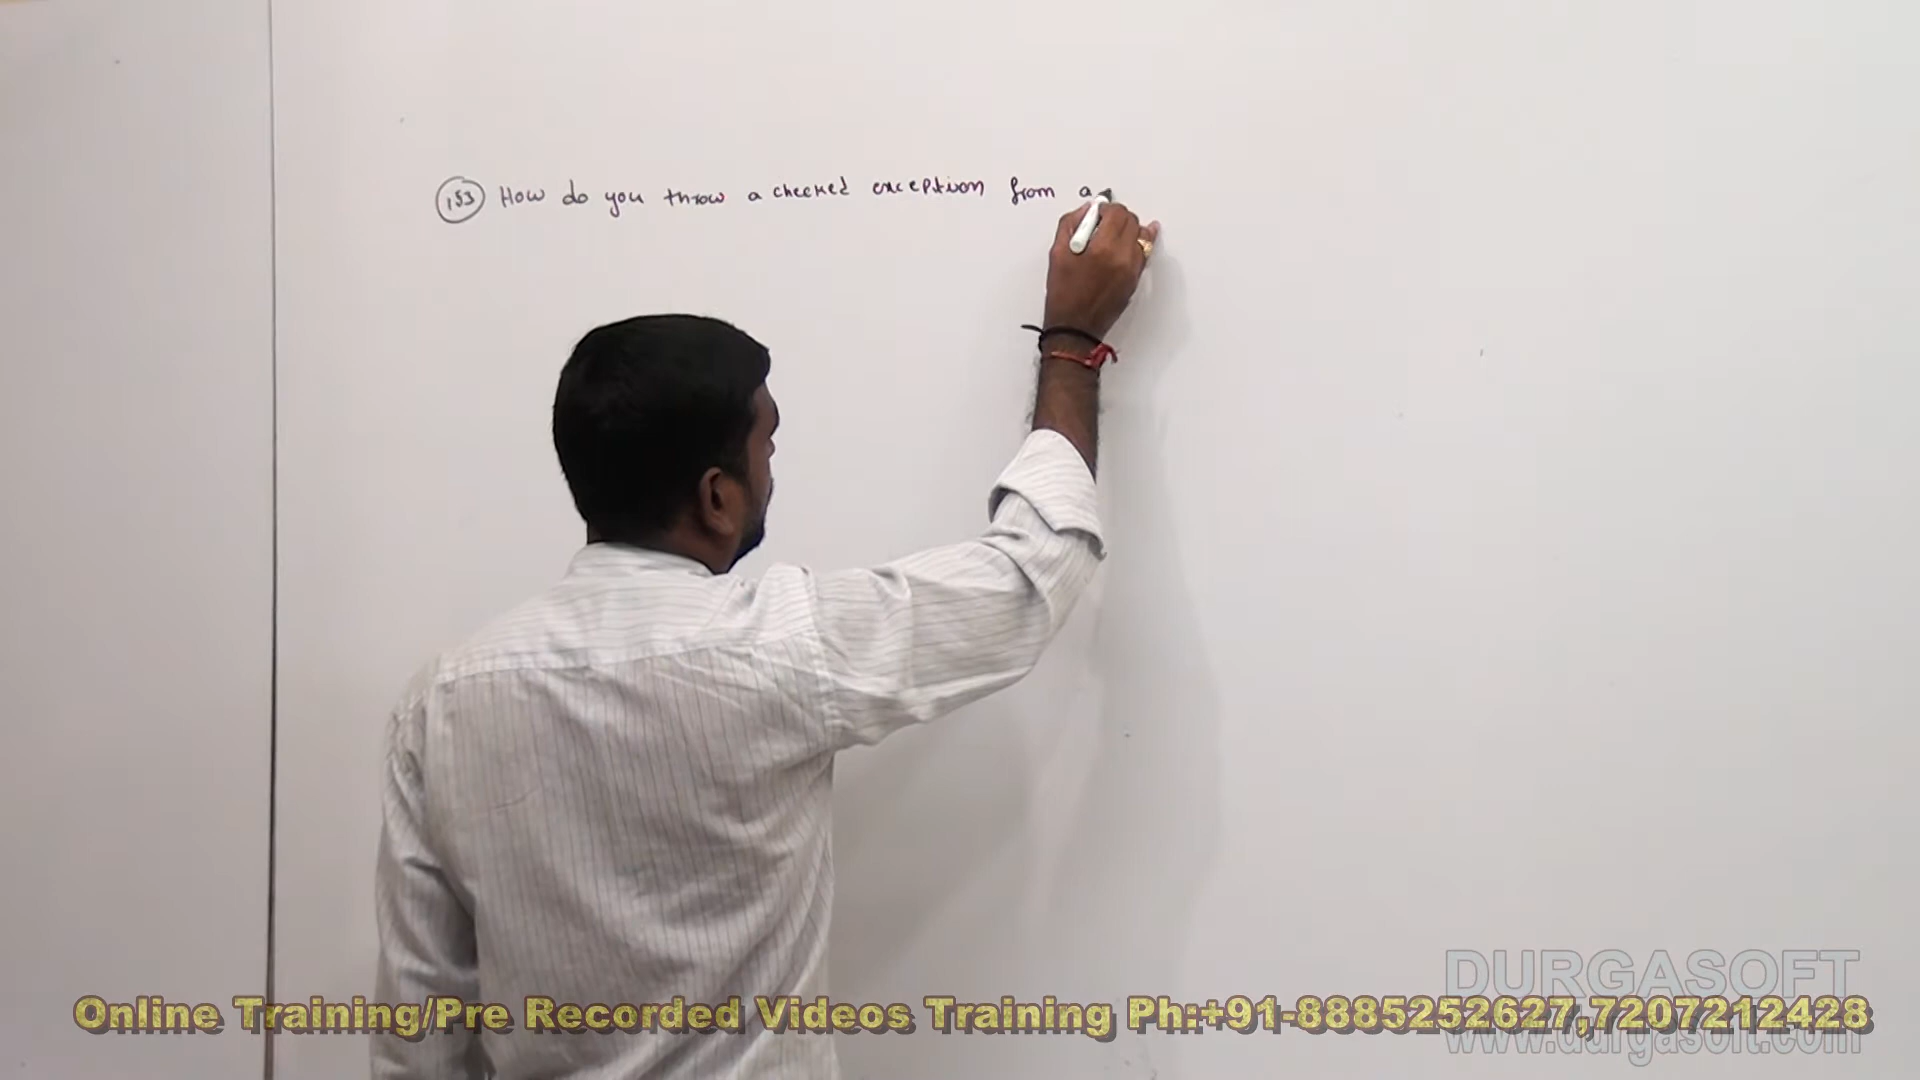 153 How do you throw a checked exception from a
DURGASOFT
Online Training/Pre Recorded Videos Training Ph:+91-8885252627,7207212428
www.durgasoft.com